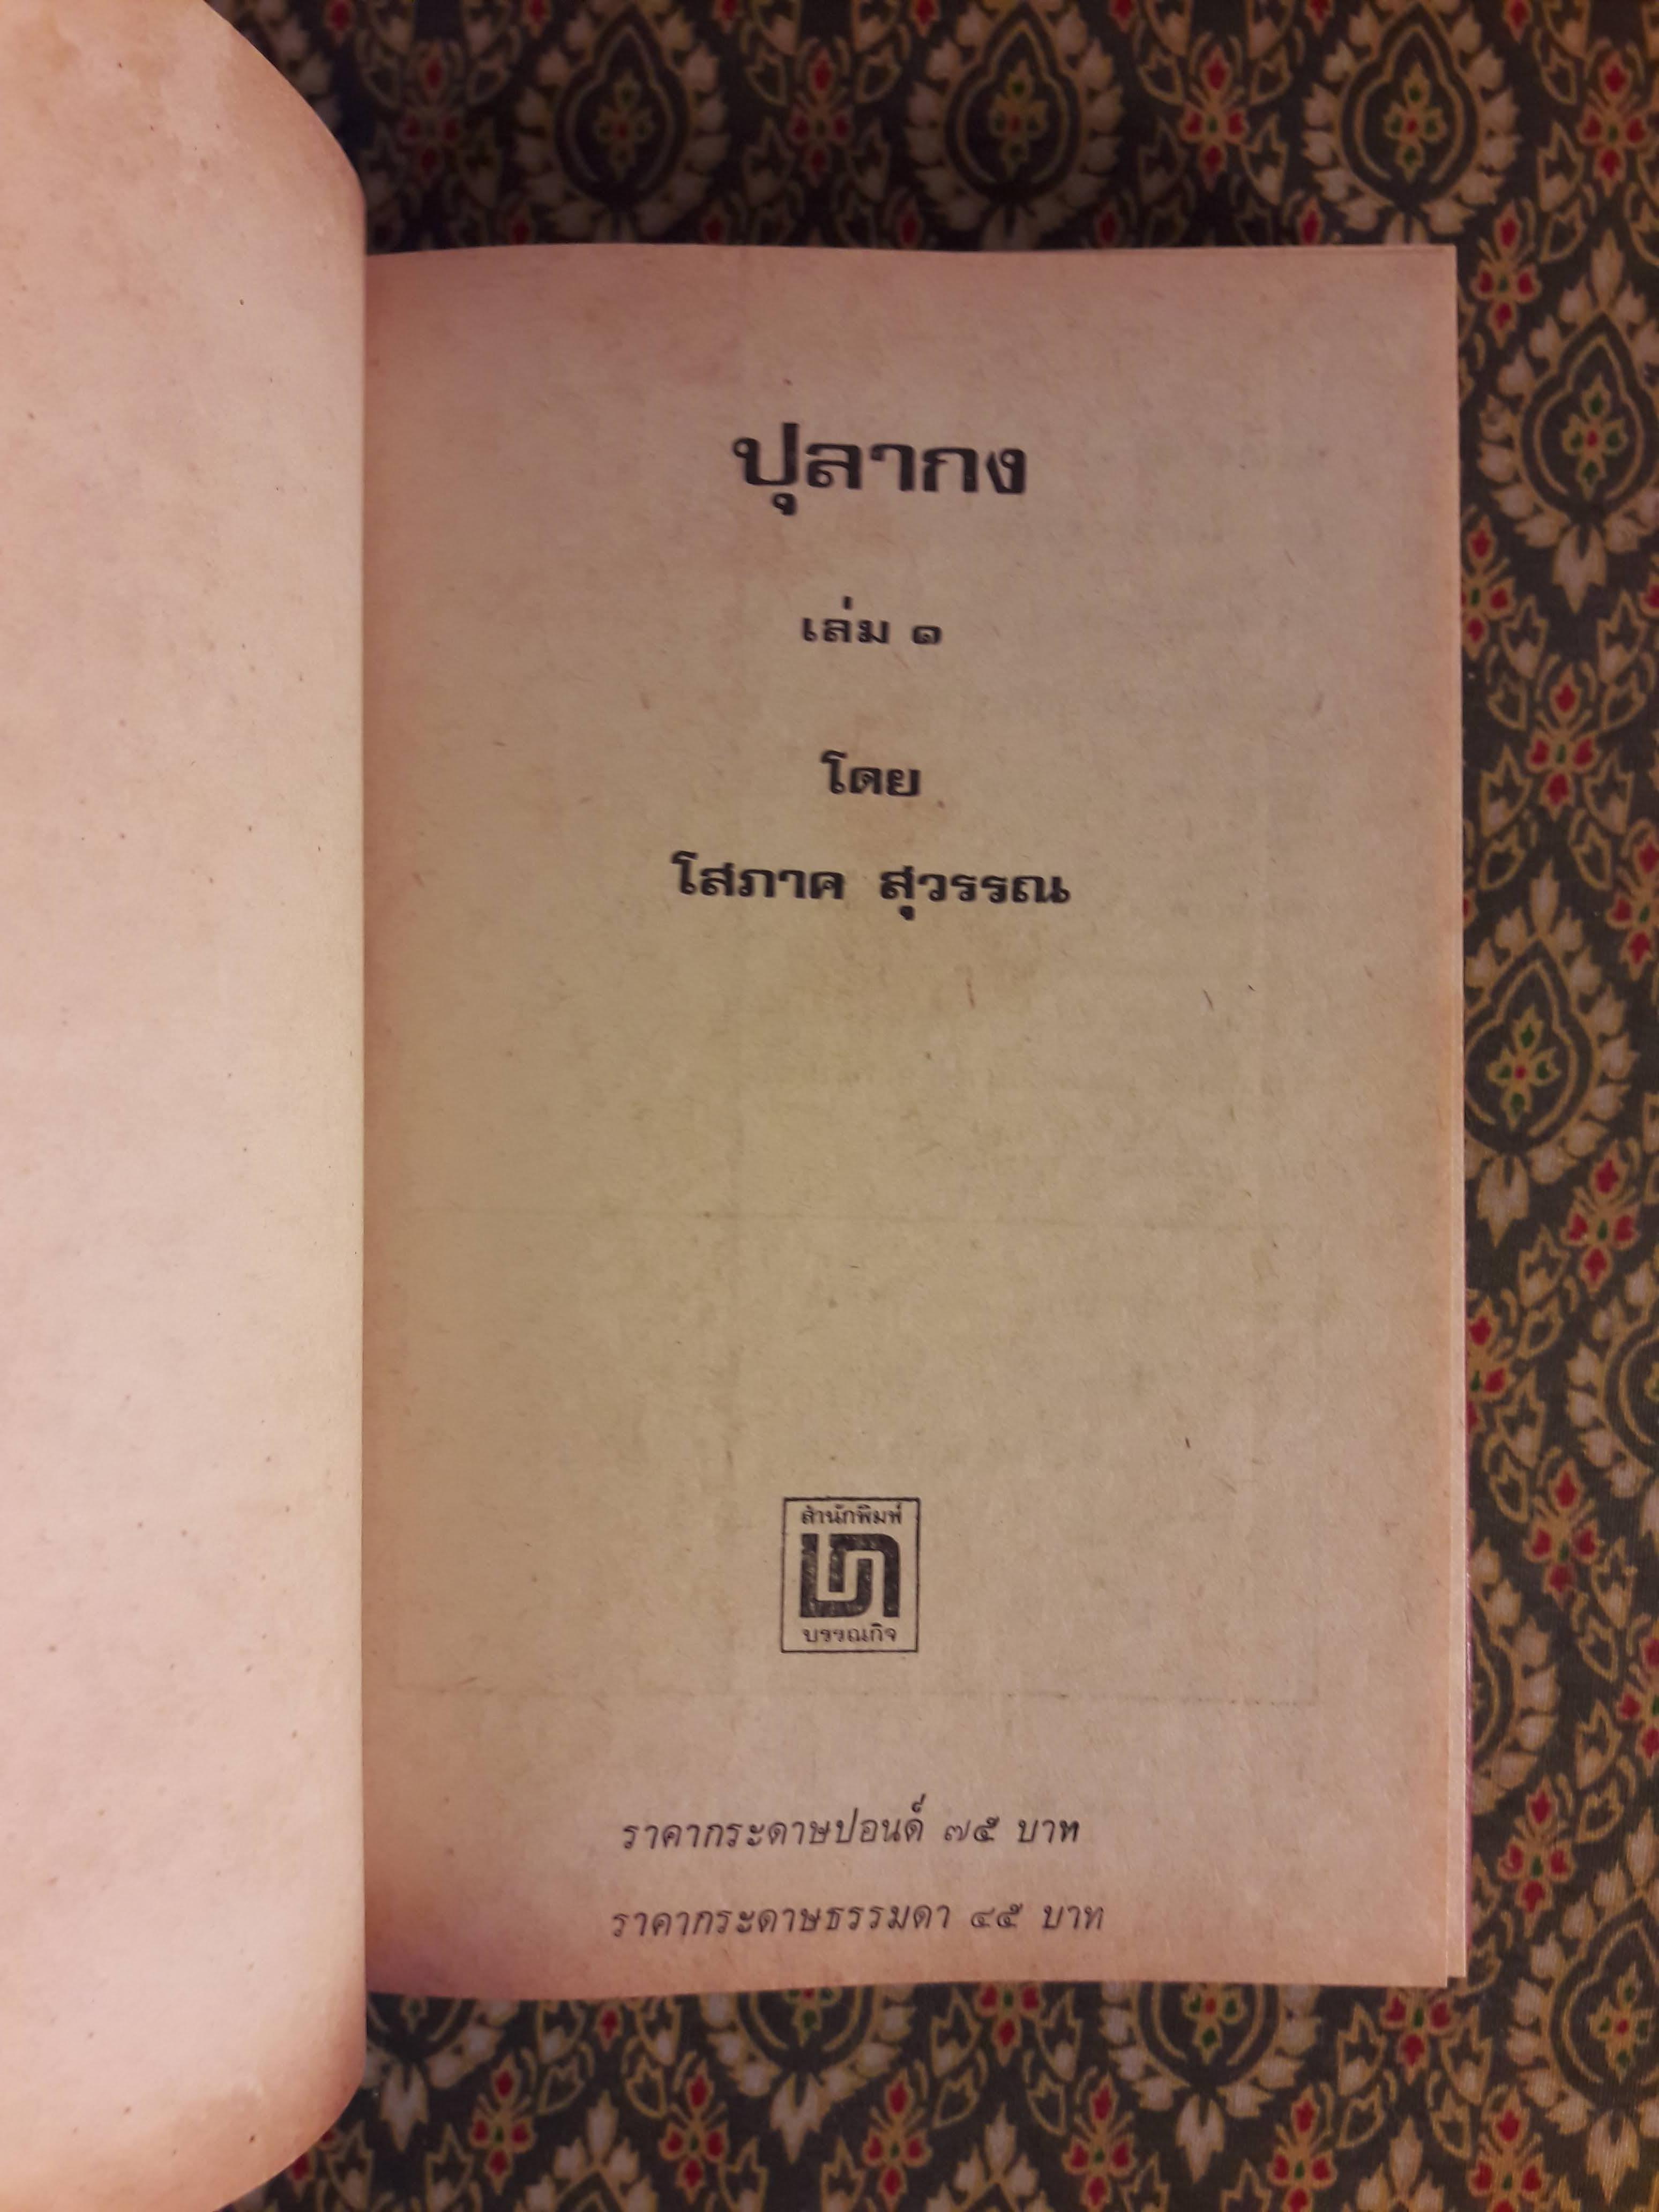 ปุลากง
เล่ม ๑
โดย
โสภาค สุวรรณ
สำนักพิมพ์
บรรณกิจ
ราคากระดาษปอนด์ ๗๕ บาท
ราคากระดาษธรรมดา ๔๕ บาท